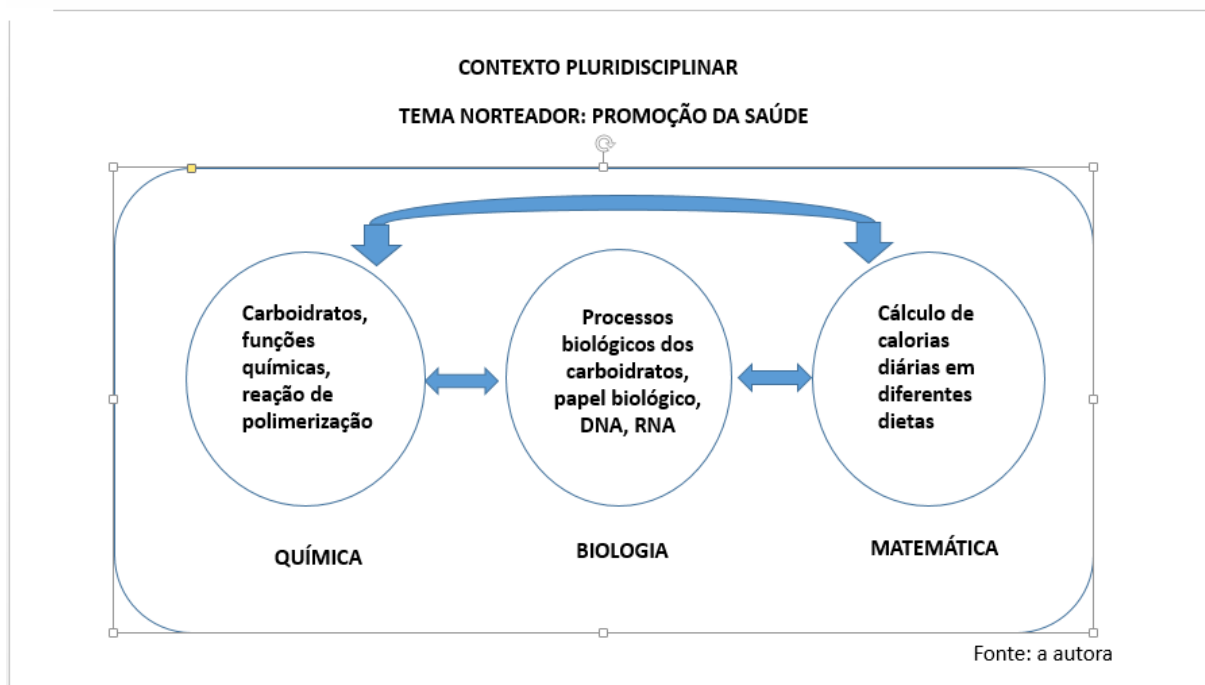 CONTEXTO PLURIDISCIPLINAR
TEMA NORTEADOR: PROMOÇÃO DA SAÚDE
Carboidratos,
funções
químicas,
reação de
polimerização
Processos
biológicos dos
carboidratos,
papel biológico,
DNA, RNA
Cálculo de
calorias
diárias em
diferentes
dietas
QUÍMICA
BIOLOGIA
MATEMÁTICA
Fonte: a autora